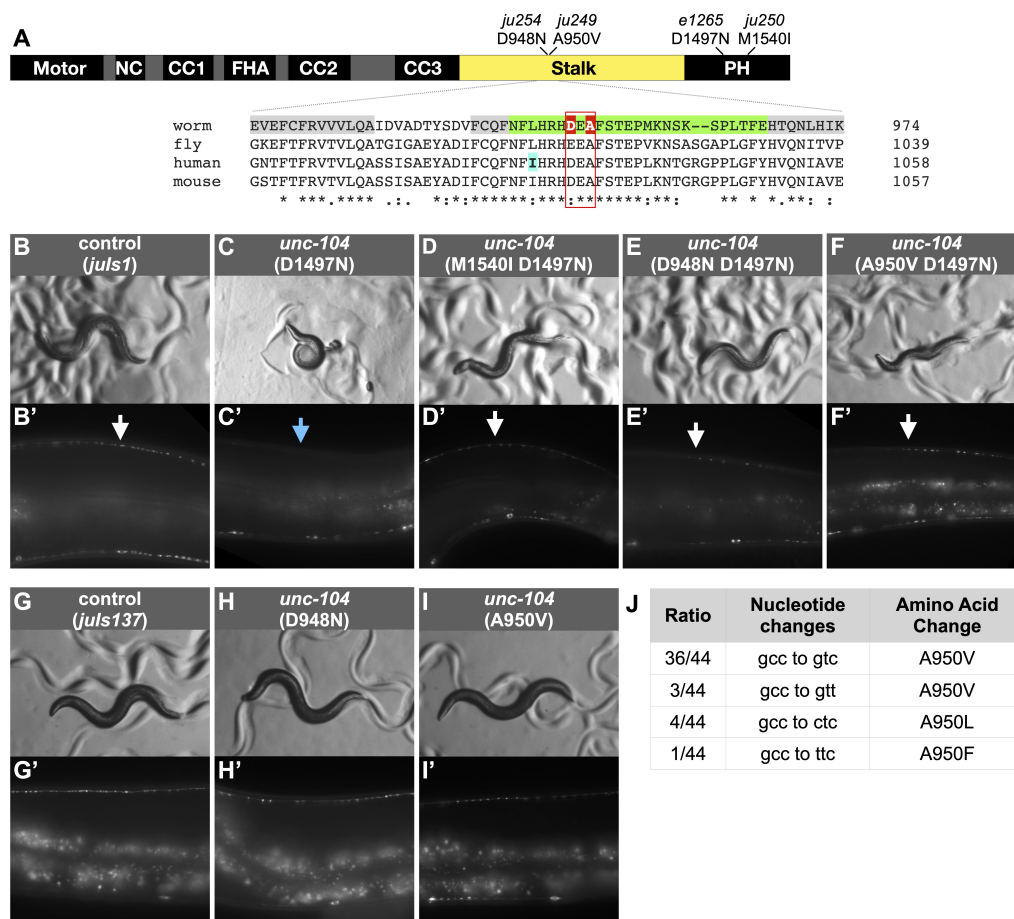 A
ju254 ju249 e1265 ju250
D948N A950V D1497N M1540I
Motor NC CC1 FHA CC2 CC3 Stalk PH
worm EVEFCFRVVVLQAIDVADTYSDVFCQFNFLHRHDEAFSTEPMKNSK--SPLTFEHTQNLHIK 974
fly GKEFTFRVTVLQATGIGAEYADIFCQFNFLHRHEEAFSTEPVKNSASGAPLGFYHVQNITVP 1039
human GNTFTFRVTVLQASSISAEYADIFCQFNFIHRHDEAFSTEPLKNTGRGPPLGFYHVQNIAVE 1058
mouse GSTFTFRVTVLQASSISAEYADIFCQFNFIHRHDEAFSTEPLKNTGRGPPLGFYHVQNIAVE 1057
* ***.**** .:. *:*:******:***:*******:**: ** * *.**: :
B control C unc-104 D unc-104 E unc-104 F unc-104
(juIs1) (D1497N) (M1540I D1497N) (D948N D1497N) (A950V D1497N)
B' C' D' E' F'
G control H unc-104 I unc-104
(juIs137) (D948N) (A950V)
G' H' I'
J
Ratio Nucleotide changes Amino Acid Change
36/44 gcc to gtc A950V
3/44 gcc to gtt A950V
4/44 gcc to ctc A950L
1/44 gcc to ttc A950F